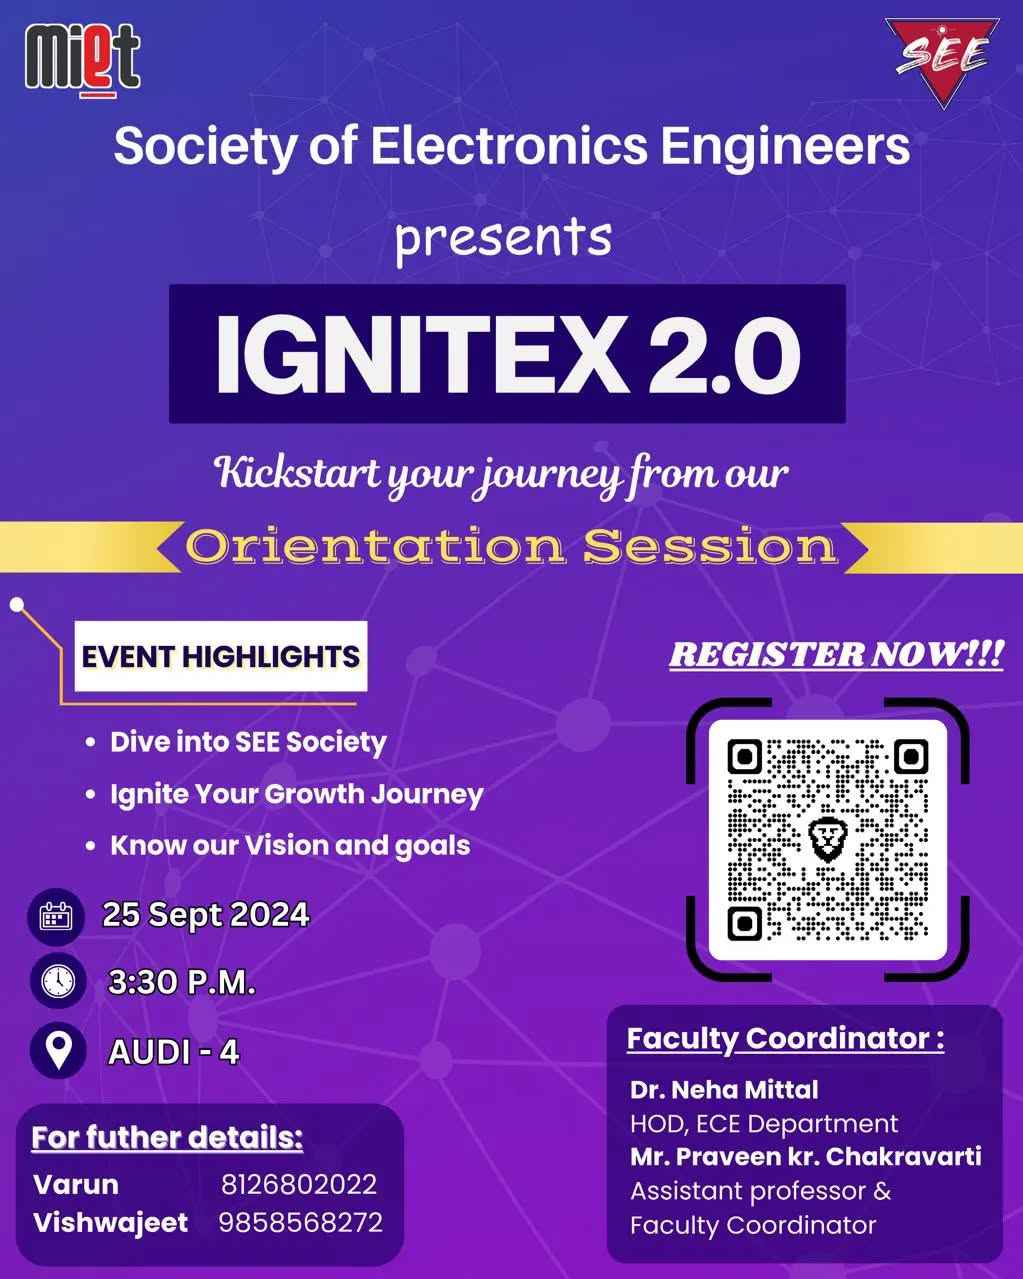 miet
SEE
Society of Electronics Engineers
presents
IGNITEX 2.0
Kickstart your journey from our
Orientation Session
EVENT HIGHLIGHTS
• Dive into SEE Society
• Ignite Your Growth Journey
• Know our Vision and goals
25 Sept 2024
3:30 P.M.
AUDI - 4
For futher details:
Varun 8126802022
Vishwajeet 9858568272
REGISTER NOW!!!
Faculty Coordinator :
Dr. Neha Mittal
HOD, ECE Department
Mr. Praveen kr. Chakravarti
Assistant professor &
Faculty Coordinator